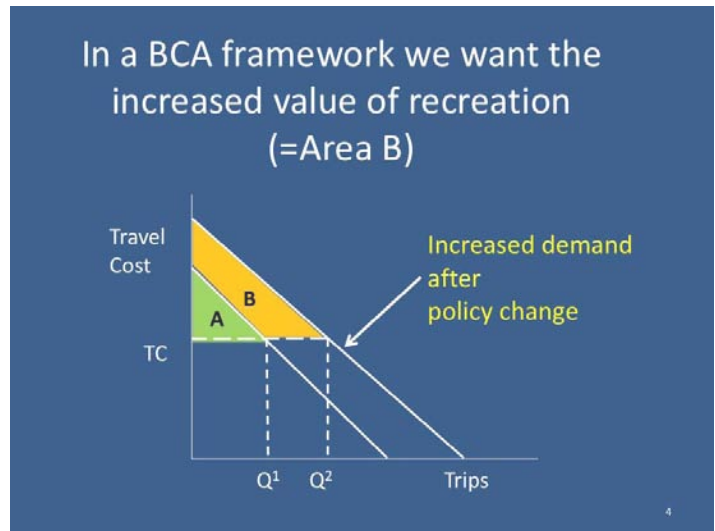 In a BCA framework we want the
increased value of recreation
(=Area B)
Travel
Cost
Increased demand
after
policy change
B
A
TC
Q¹
Q²
Trips
4